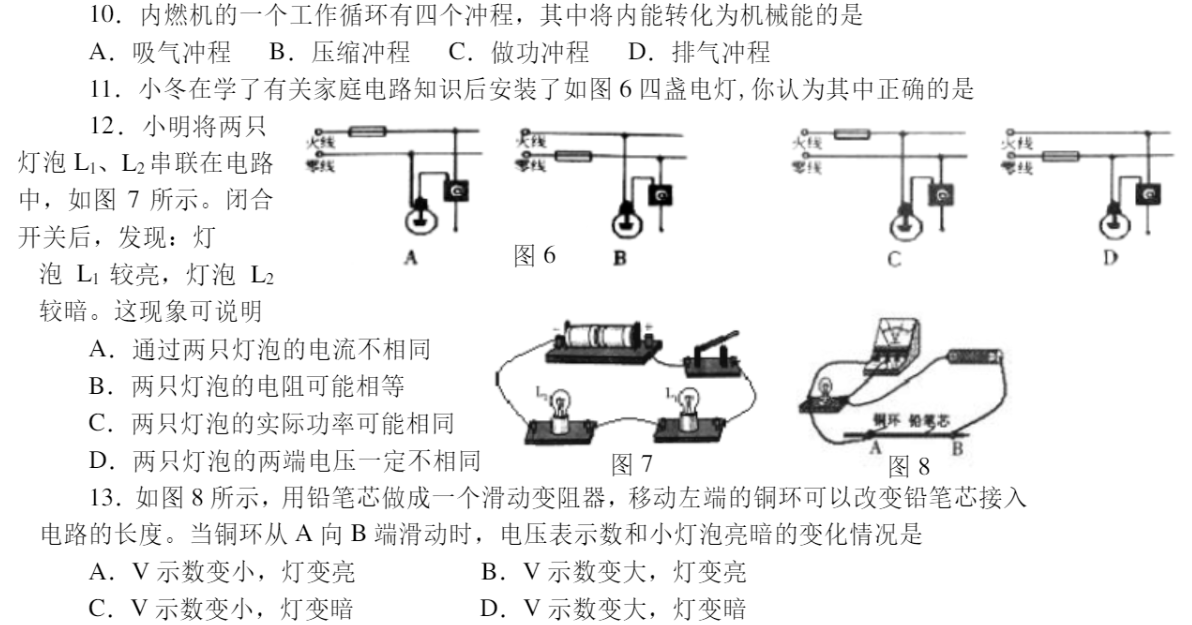 10．内燃机的一个工作循环有四个冲程，其中将内能转化为机械能的是
A．吸气冲程 B．压缩冲程 C．做功冲程 D．排气冲程
11．小冬在学了有关家庭电路知识后安装了如图 6 四盏电灯,你认为其中正确的是
12．小明将两只
灯泡 L₁、L₂串联在电路
中，如图 7 所示。闭合
开关后，发现：灯
泡 L₁ 较亮，灯泡 L₂
较暗。这现象可说明
火线 火线 火线 火线
零线 零线 零线 零线
A 图 6 B C D
A．通过两只灯泡的电流不相同
B．两只灯泡的电阻可能相等
C．两只灯泡的实际功率可能相同
D．两只灯泡的两端电压一定不相同
- +
L₂ L₁
图 7
V
铜环 铅笔芯
A B
图 8
13．如图 8 所示，用铅笔芯做成一个滑动变阻器，移动左端的铜环可以改变铅笔芯接入
电路的长度。当铜环从 A 向 B 端滑动时，电压表示数和小灯泡亮暗的变化情况是
A．V 示数变小，灯变亮 B．V 示数变大，灯变亮
C．V 示数变小，灯变暗 D．V 示数变大，灯变暗